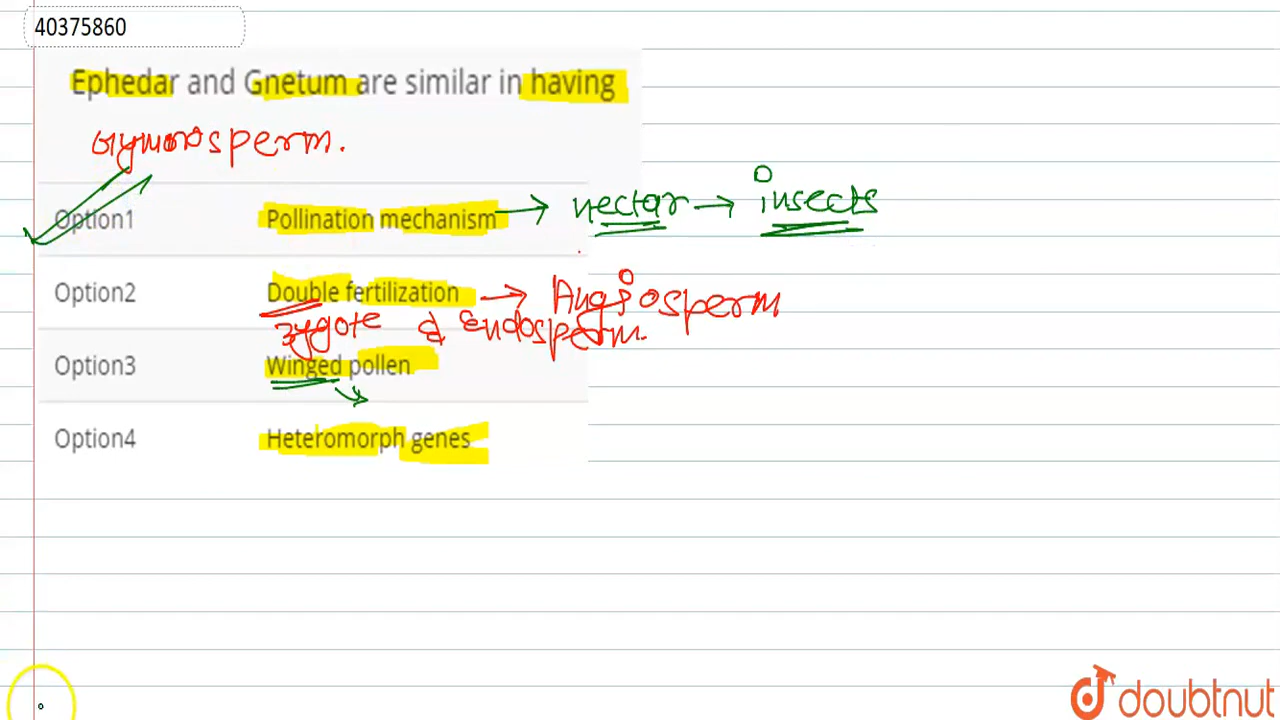 40375860
Ephedar and Gnetum are similar in having
Gymnosperm.
Option1 Pollination mechanism → nectar → insects
Option2 Double fertilization → Angiosperm
zygote & Endosperm.
Option3 Winged pollen
Option4 Heteromorph genes
doubtnut